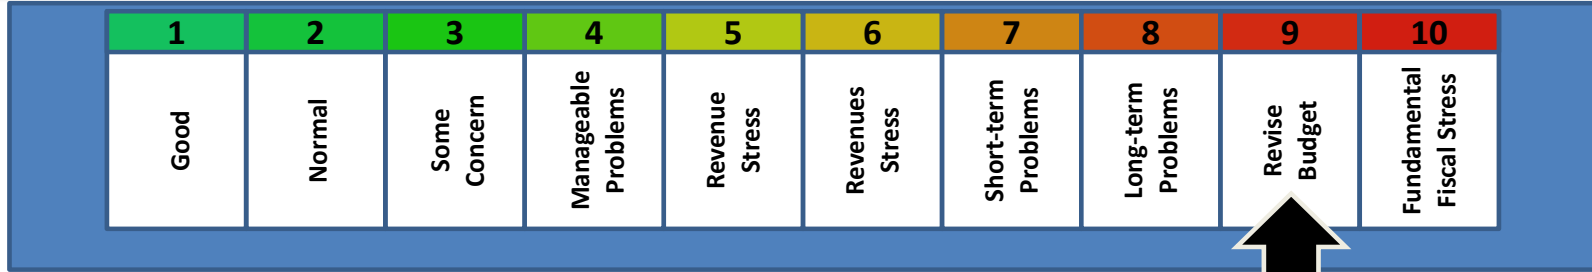 1 2 3 4 5 6 7 8 9 10
Good
Normal
Some
Concern
Manageable
Problems
Revenue
Stress
Revenues
Stress
Short-term
Problems
Long-term
Problems
Revise
Budget
Fundamental
Fiscal Stress